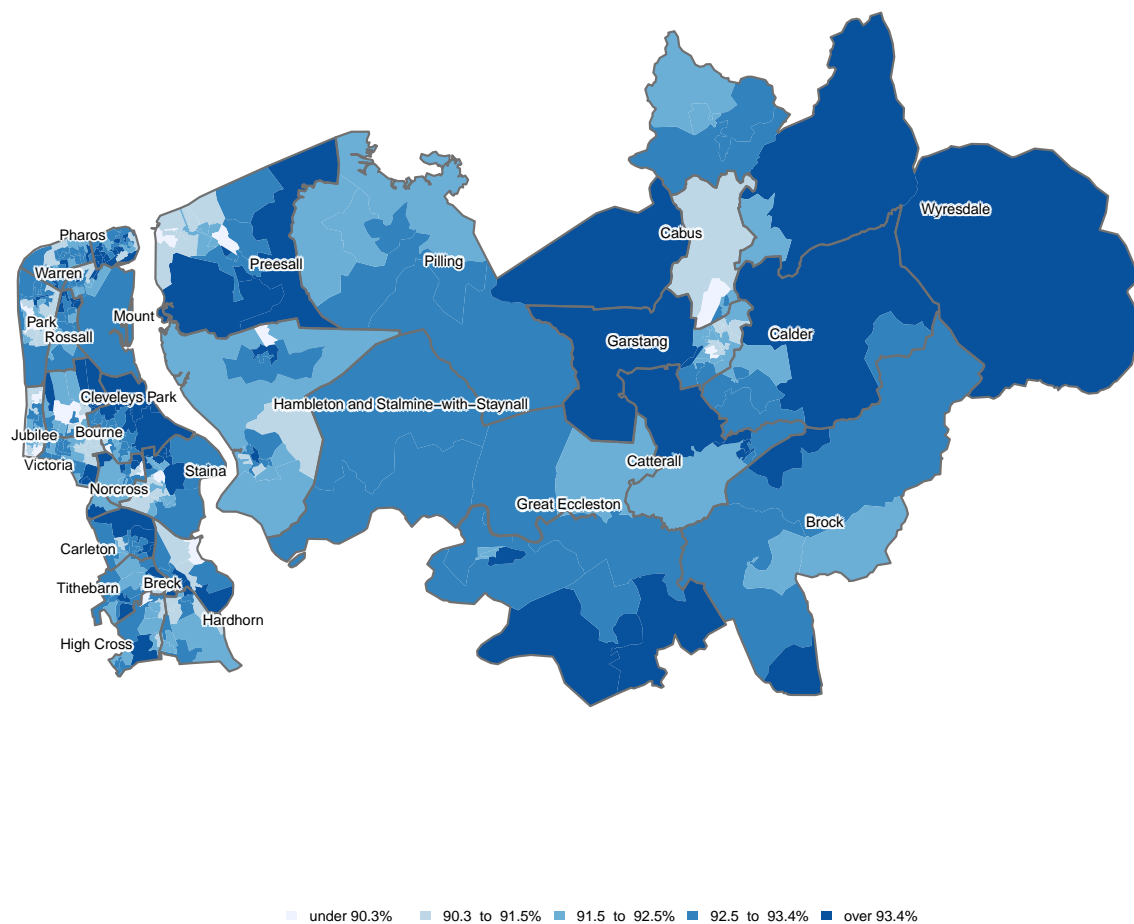 Wyresdale
Cabus
Pharos
Pilling
Preesall
Warren
Mount
Park
Rossall
Calder
Garstang
Cleveleys Park
Hambleton and Stalmine–with–Staynall
Jubilee
Bourne
Victoria
Catterall
Staina
Norcross
Great Eccleston
Brock
Carleton
Breck
Tithebarn
Hardhorn
High Cross
under 90.3% 90.3 to 91.5% 91.5 to 92.5% 92.5 to 93.4% over 93.4%